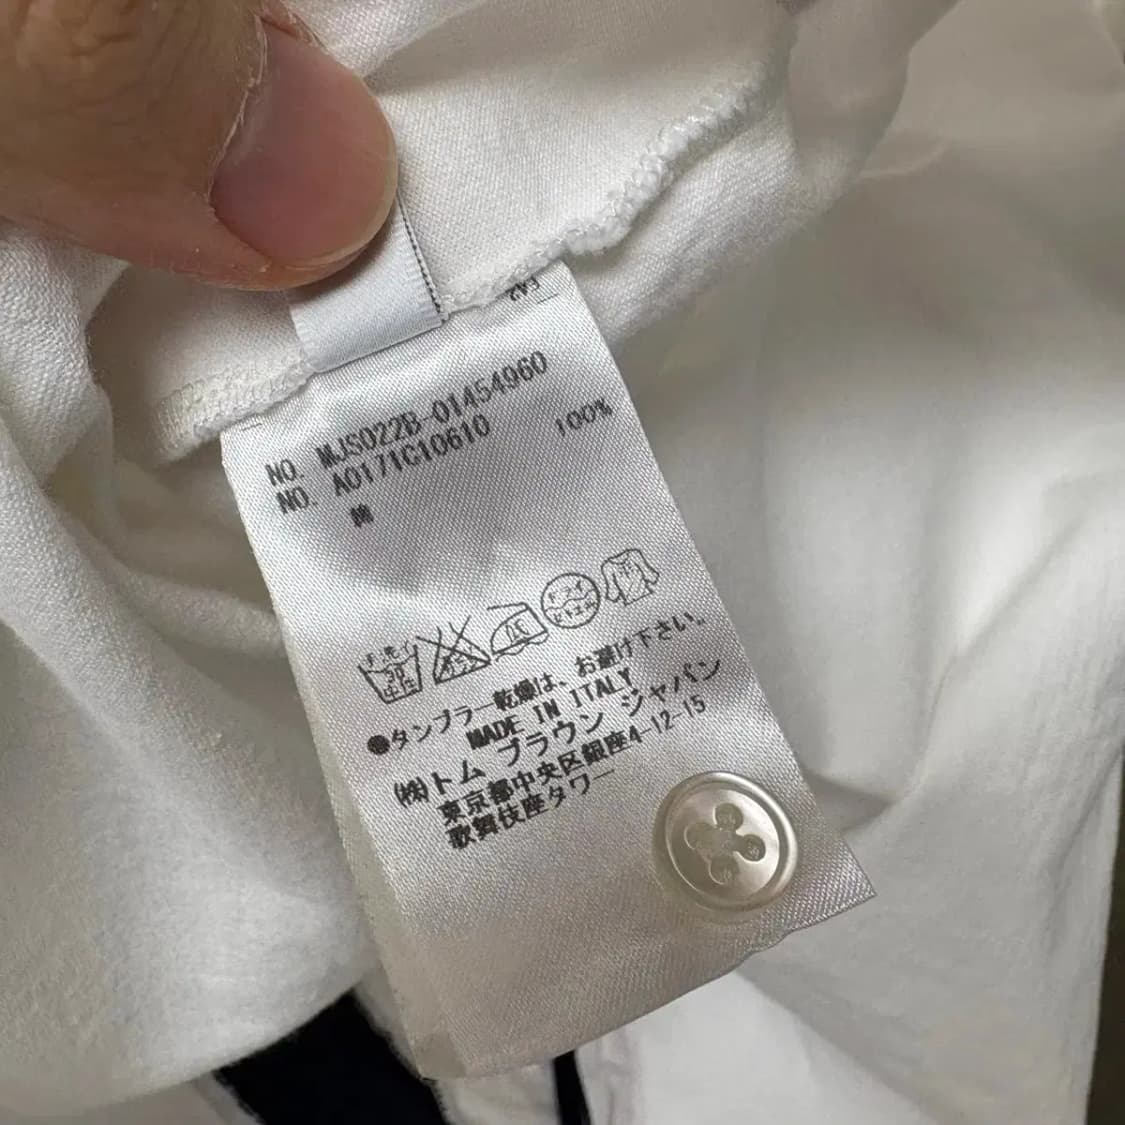 NO. MJS022B-01454960
NO. A0171C10610
綿 100%
●タンブラー乾燥は、お避け下さい。
MADE IN ITALY
㈱トム ブラウン ジャパン
東京都中央区銀座4-12-15
歌舞伎座タワー